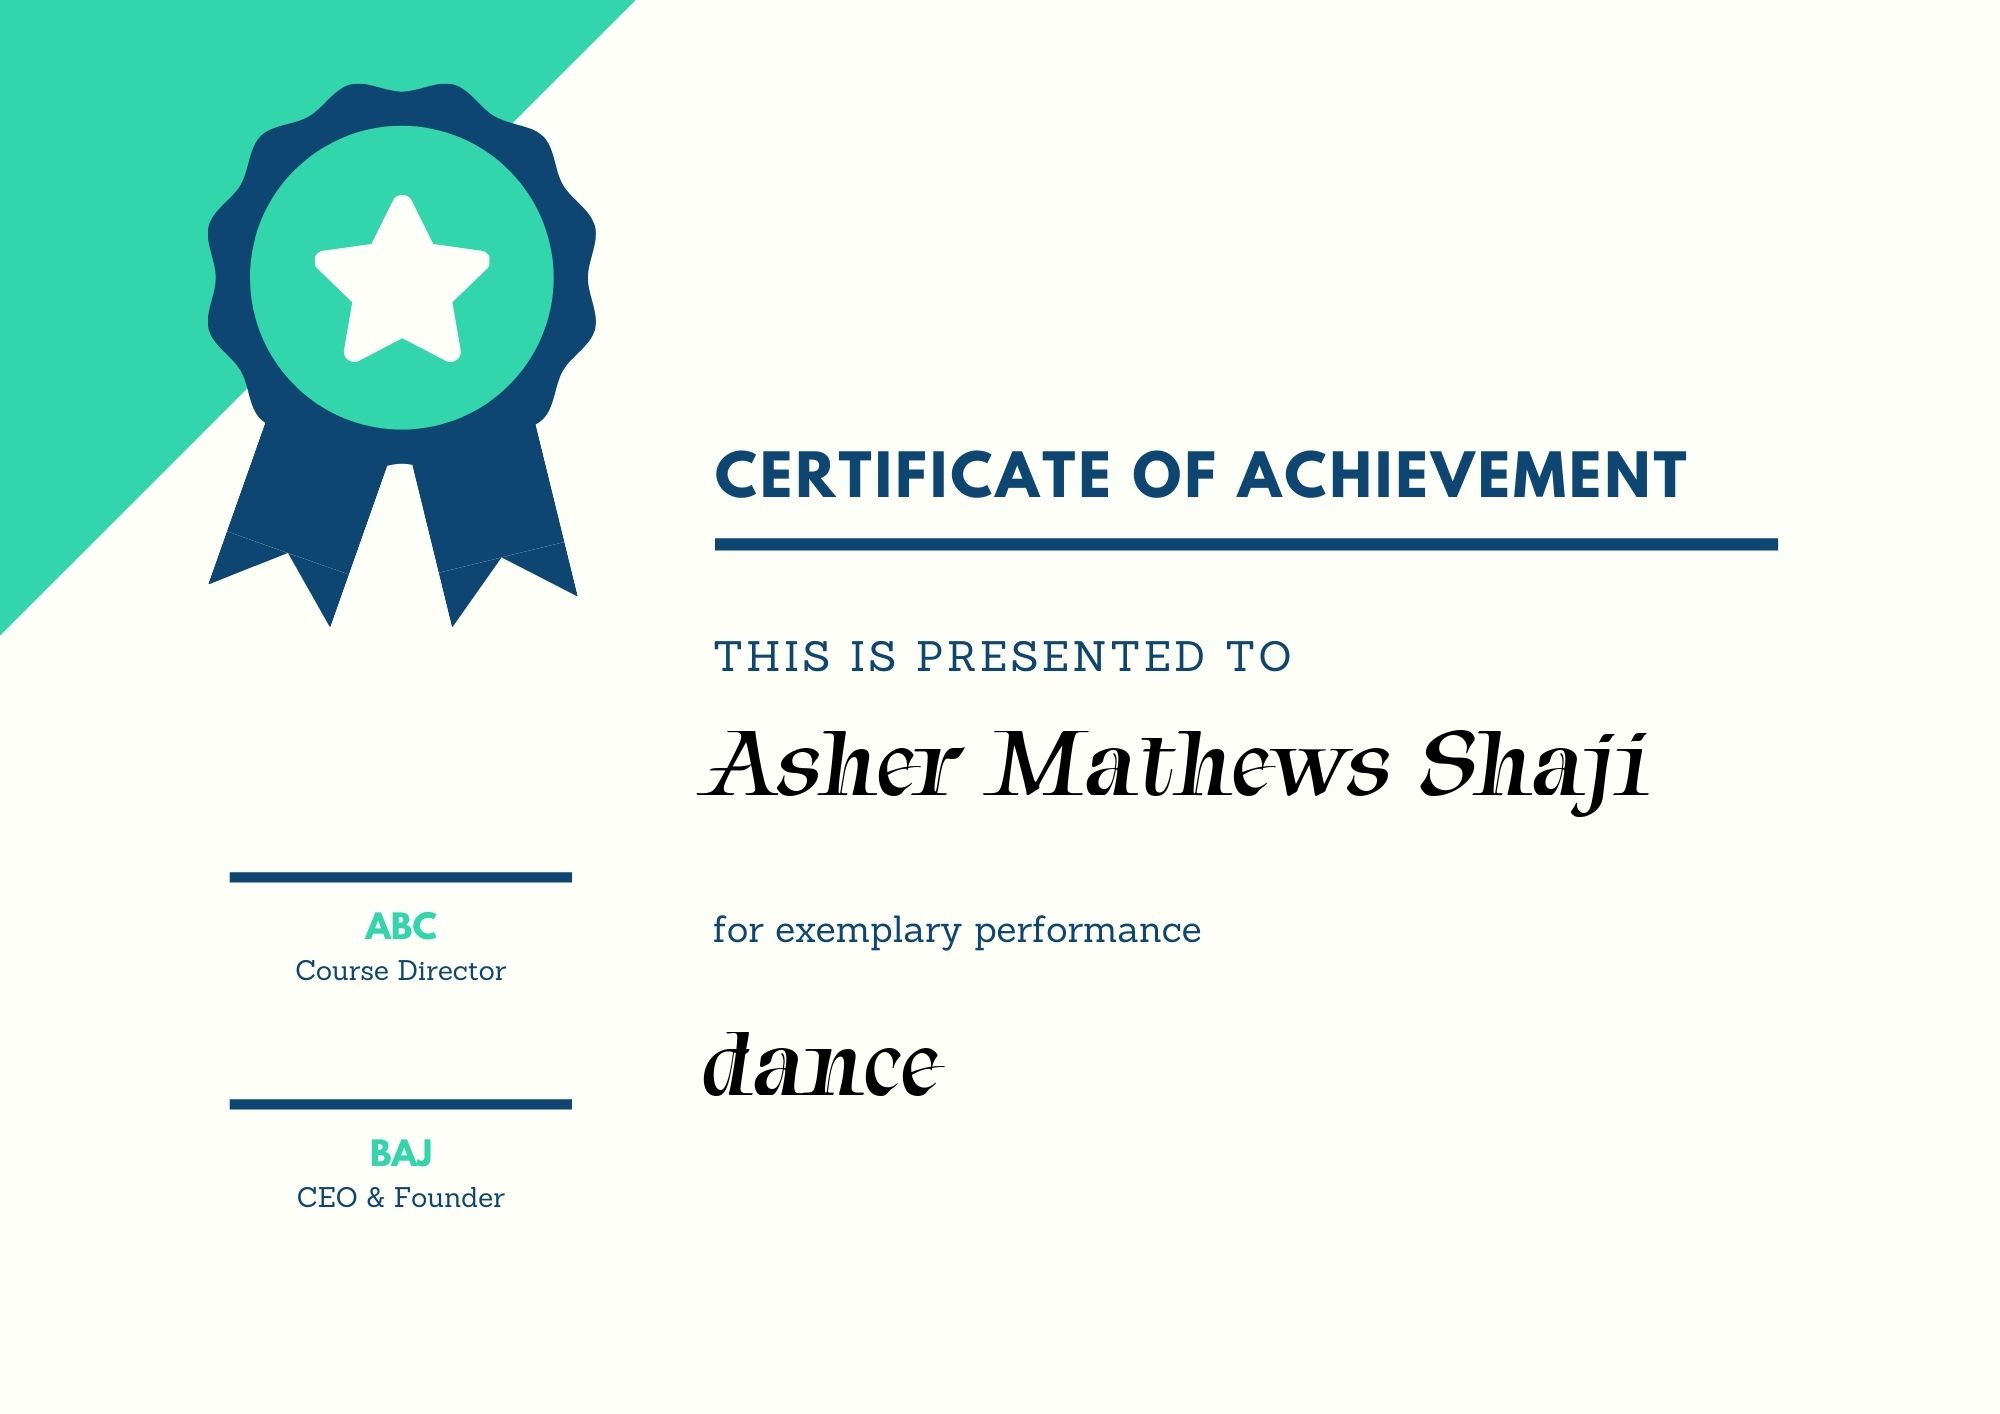 CERTIFICATE OF ACHIEVEMENT
THIS IS PRESENTED TO
Asher Mathews Shaji
for exemplary performance
dance
ABC
Course Director
BAJ
CEO & Founder